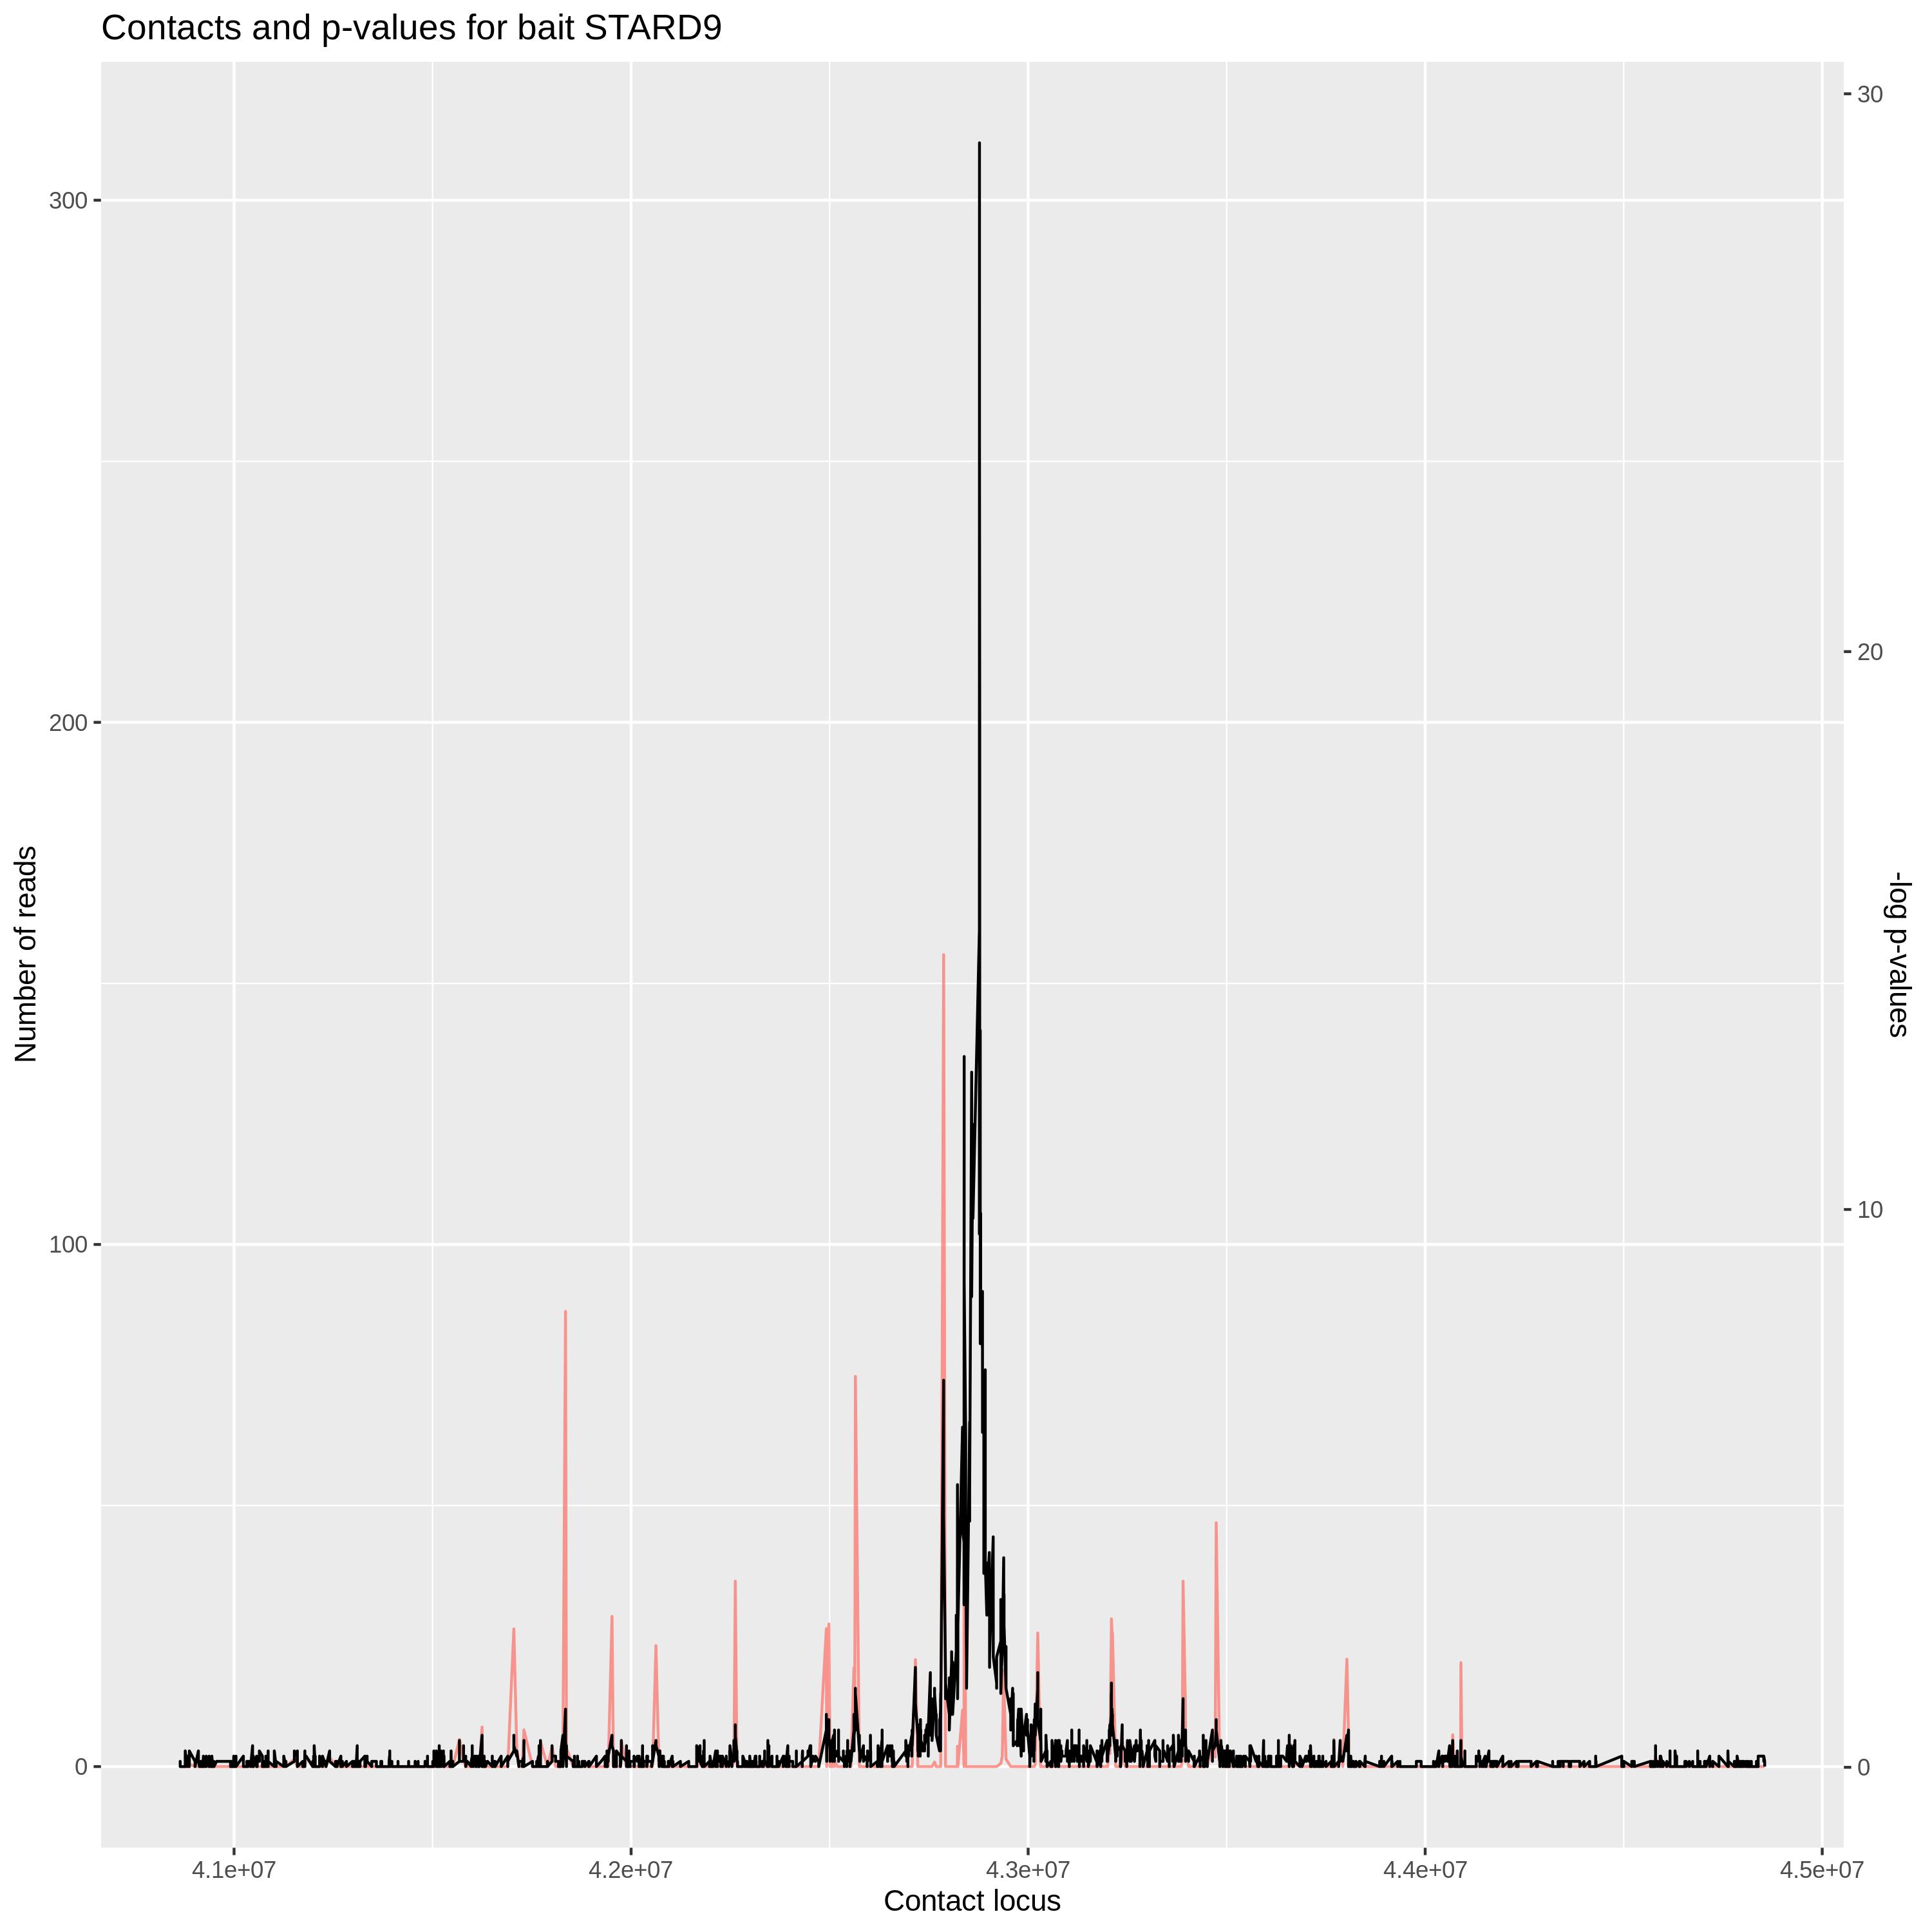 Contacts and p-values for bait STARD9
30
300
20
200
Number of reads
-log p-values
10
100
0
0
4.1e+07
4.2e+07
4.3e+07
4.4e+07
4.5e+07
Contact locus